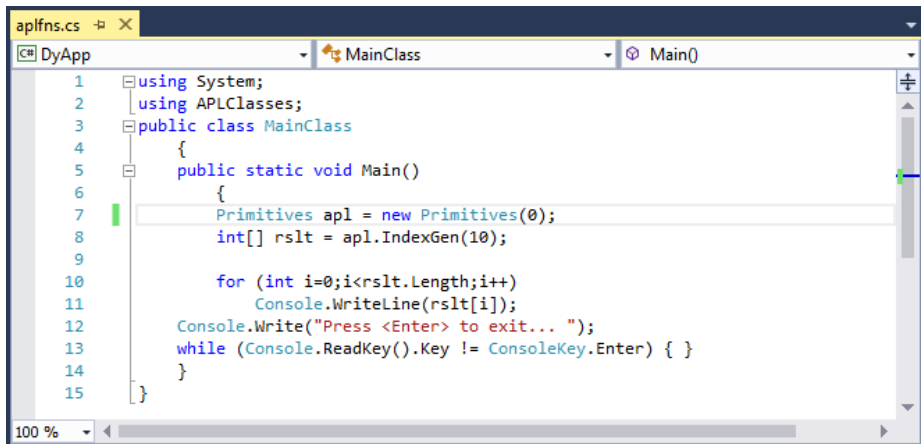 aplfns.cs
C# DyApp MainClass Main()
1 using System;
2 using APLClasses;
3 public class MainClass
4 {
5 public static void Main()
6 {
7 Primitives apl = new Primitives(0);
8 int[] rslt = apl.IndexGen(10);
9
10 for (int i=0;i<rslt.Length;i++)
11 Console.WriteLine(rslt[i]);
12 Console.Write("Press <Enter> to exit... ");
13 while (Console.ReadKey().Key != ConsoleKey.Enter) { }
14 }
15 }
100 %